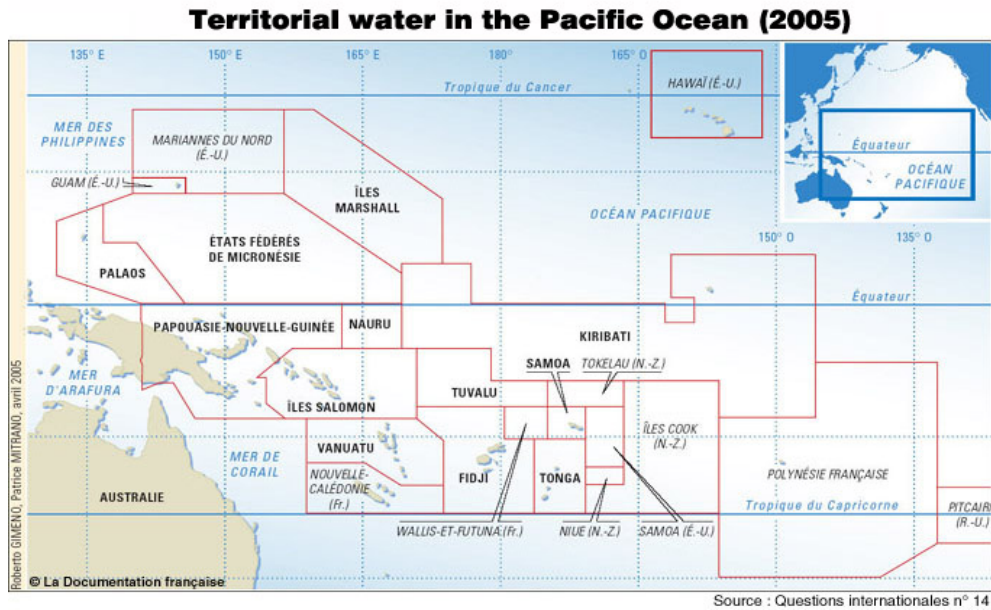 Territorial water in the Pacific Ocean (2005)
135° E
150° E
165° E
180°
165° O
Tropique du Cancer
HAWAÏ (É.-U.)
MER DES
PHILIPPINES
MARIANNES DU NORD
(É.-U.)
GUAM (É.-U.)
ÎLES
MARSHALL
Équateur
OCÉAN
PACIFIQUE
OCÉAN PACIFIQUE
150° O
135° O
ÉTATS FÉDÉRÉS
DE MICRONÉSIE
PALAOS
Équateur
PAPOUASIE-NOUVELLE-GUINÉE
NAURU
KIRIBATI
SAMOA
TOKELAU (N.-Z.)
MER
D'ARAFURA
TUVALU
ÎLES SALOMON
ÎLES COOK
(N.-Z.)
VANUATU
MER DE
CORAIL
NOUVELLE-
CALÉDONIE
(Fr.)
FIDJI
TONGA
POLYNÉSIE FRANÇAISE
AUSTRALIE
Tropique du Capricorne
PITCAIRN
(R.-U.)
WALLIS-ET-FUTUNA (Fr.)
NIUE (N.-Z.)
SAMOA (É.-U.)
Roberto GIMENO, Patrice MITRANO, avril 2005
© La Documentation française
Source : Questions internationales n° 14